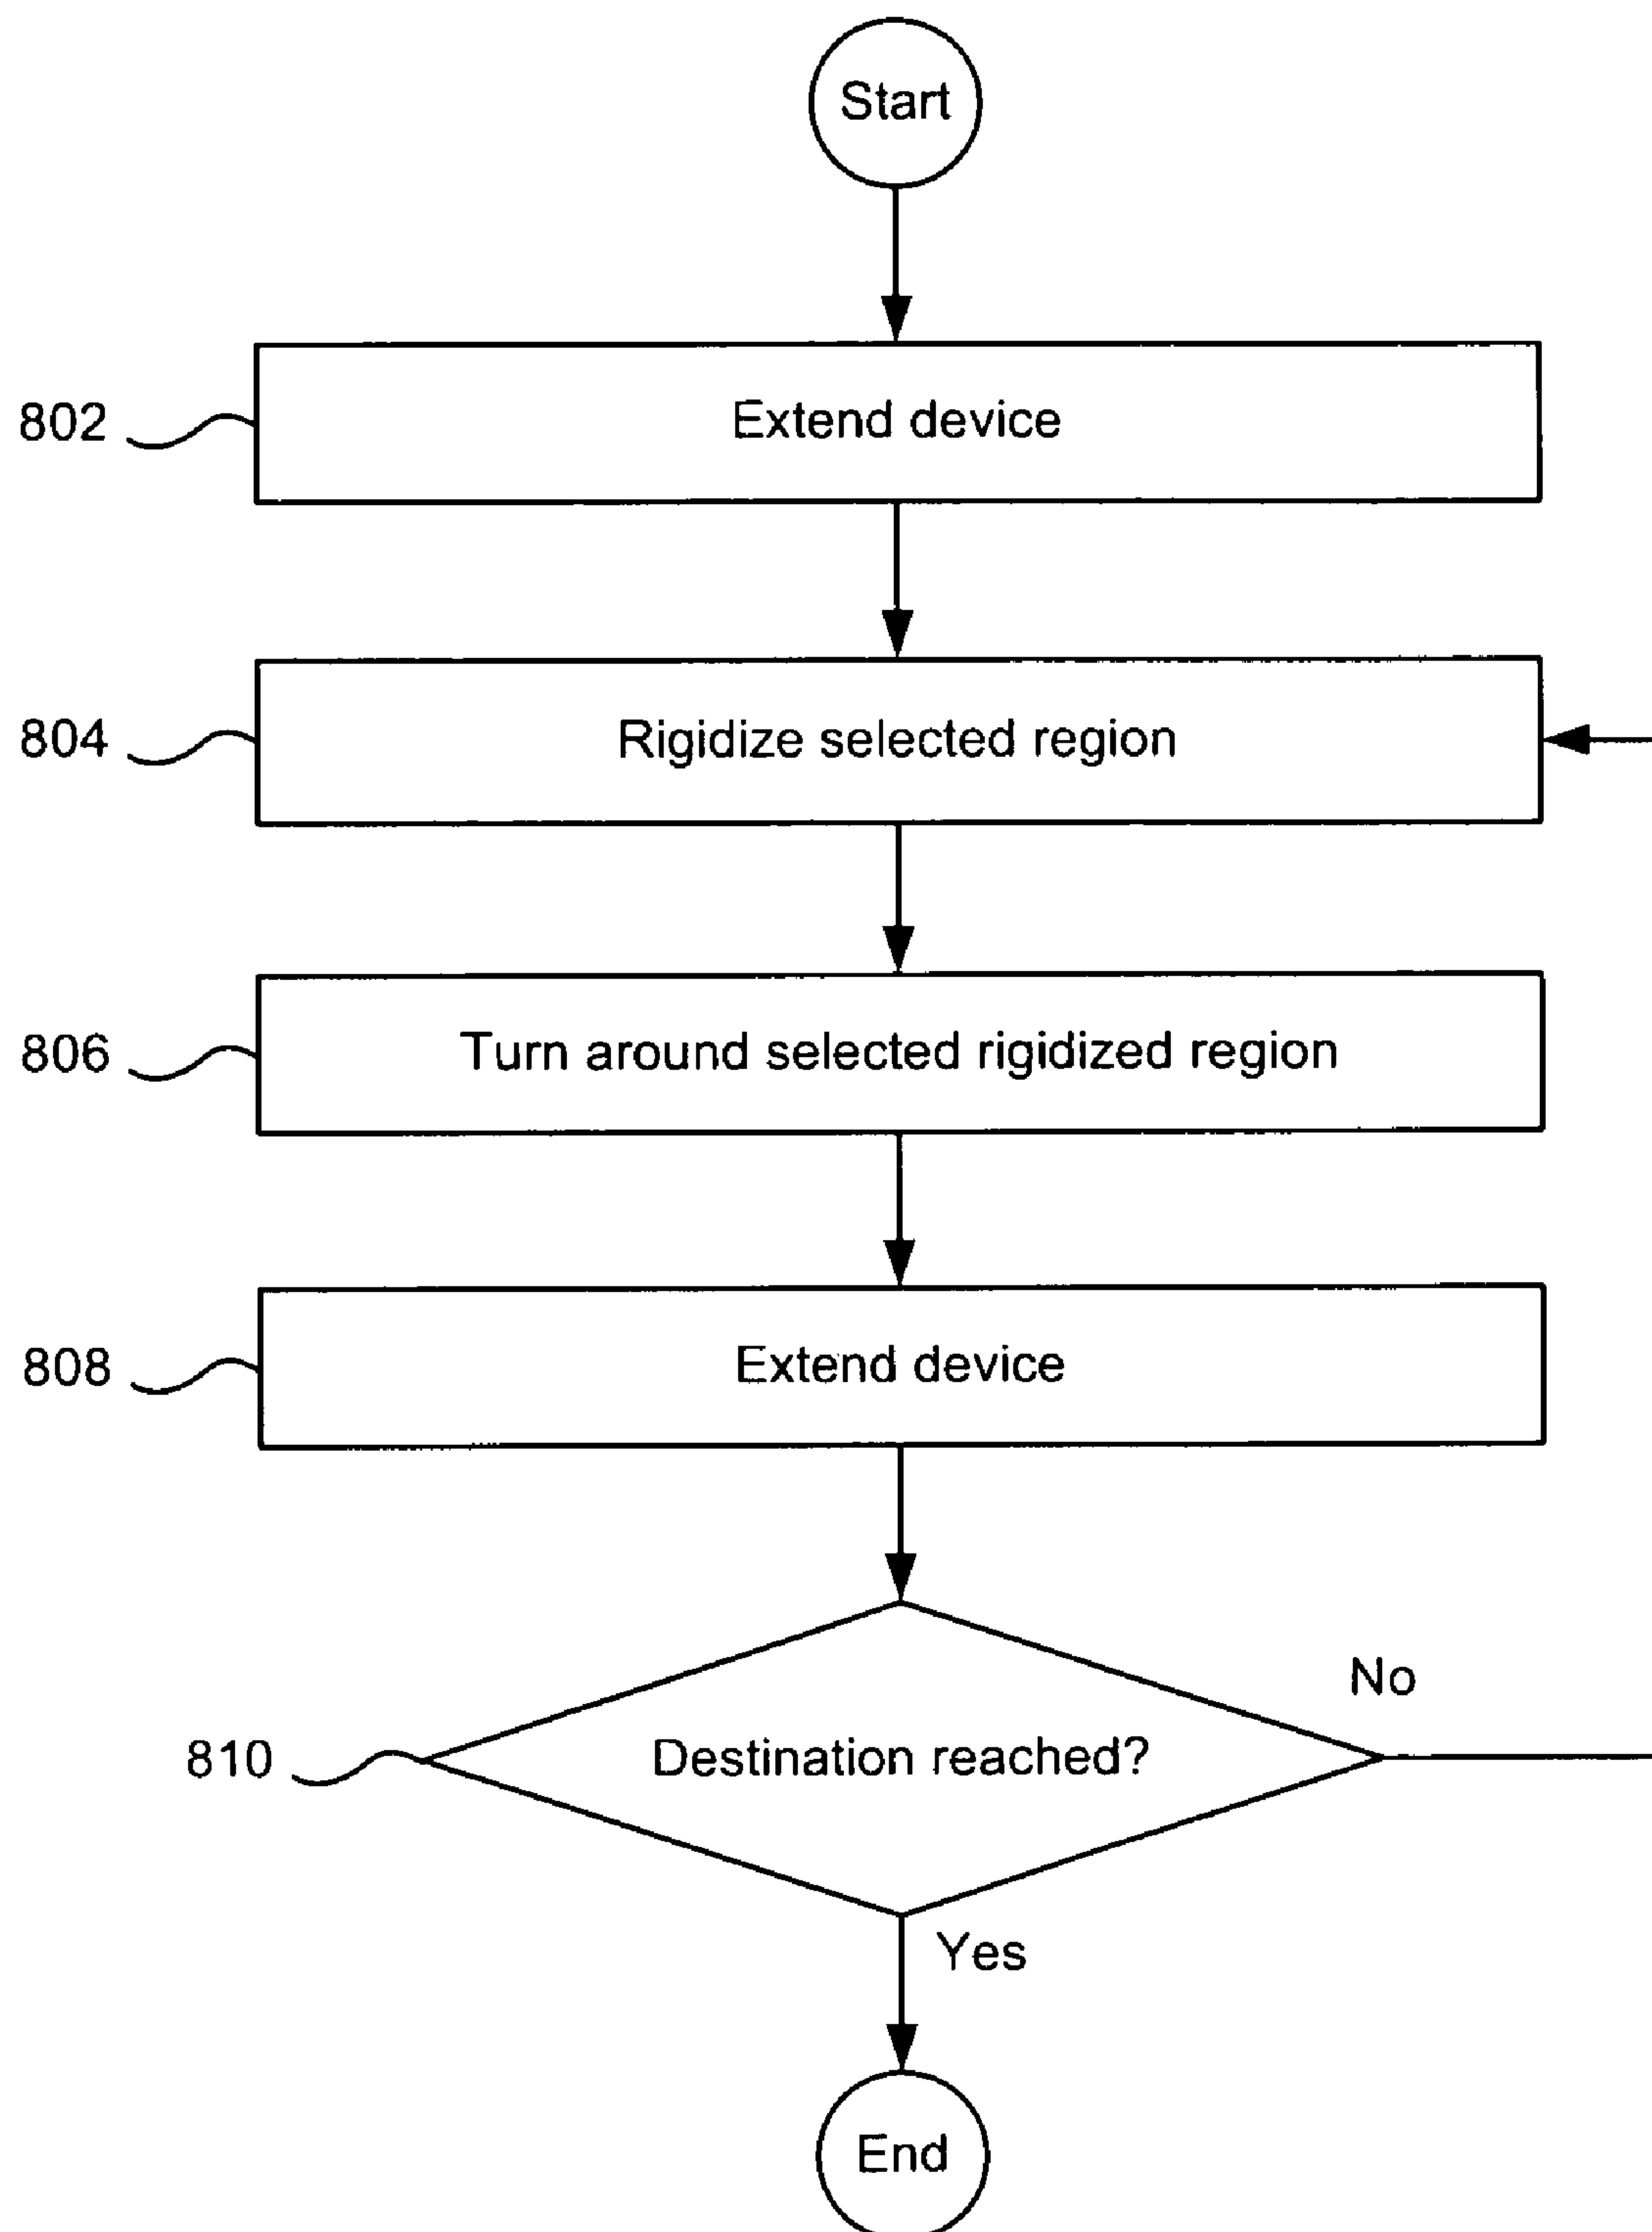 Start
802
Extend device
804
Rigidize selected region
806
Turn around selected rigidized region
808
Extend device
No
810
Destination reached?
Yes
End